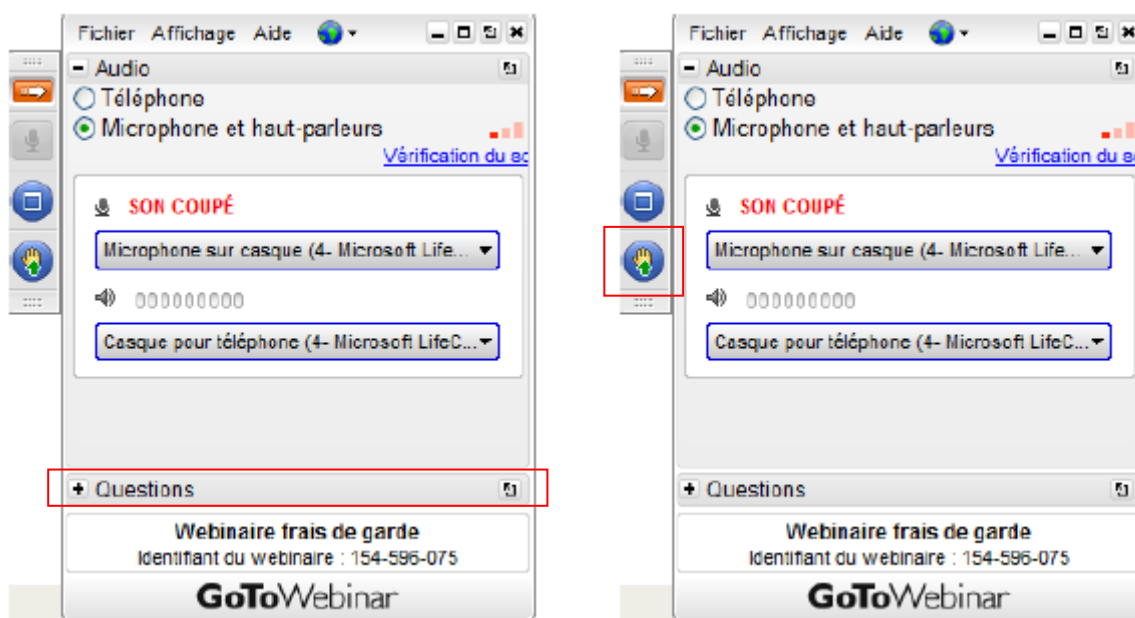 Fichier Affichage Aide
Audio
Téléphone
Microphone et haut-parleurs
Vérification du
SON COUPÉ
Microphone sur casque (4- Microsoft Life...
000000000
Casque pour téléphone (4- Microsoft LifeC...
Questions
Webinaire frais de garde
Identifiant du webinaire : 154-596-075
GoToWebinar
Fichier Affichage Aide
Audio
Téléphone
Microphone et haut-parleurs
Vérification du
SON COUPÉ
Microphone sur casque (4- Microsoft Life...
000000000
Casque pour téléphone (4- Microsoft LifeC...
Questions
Webinaire frais de garde
Identifiant du webinaire : 154-596-075
GoToWebinar